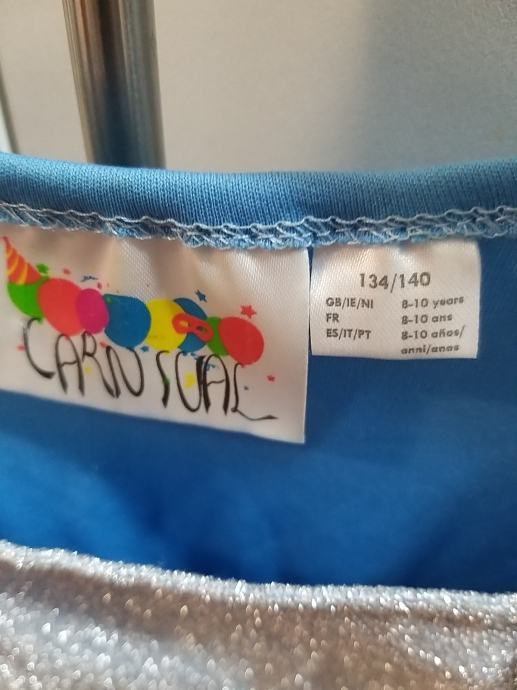 CARNIVAL
134/140
GB/IE/NI 8-10 years
FR 8-10 ans
ES/IT/PT 8-10 años/
anni/anos